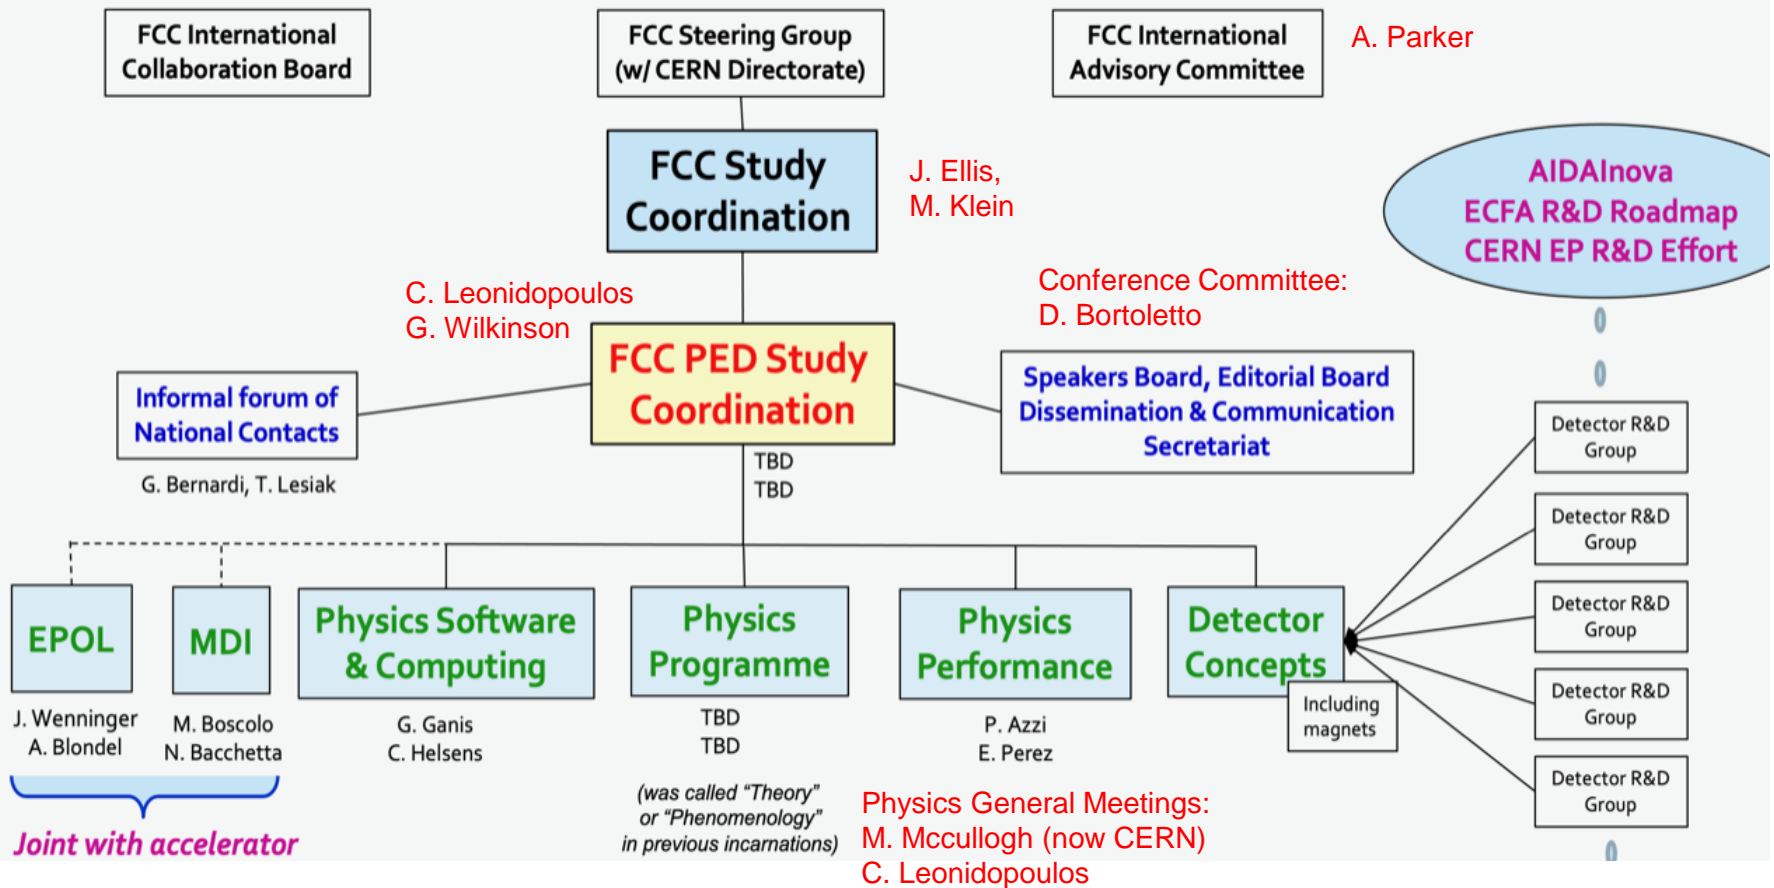 FCC International
Collaboration Board
FCC Steering Group
(w/ CERN Directorate)
FCC International
Advisory Committee
A. Parker
FCC Study
Coordination
J. Ellis,
M. Klein
AIDAInova
ECFA R&D Roadmap
CERN EP R&D Effort
C. Leonidopoulos
G. Wilkinson
Conference Committee:
D. Bortoletto
FCC PED Study
Coordination
Informal forum of
National Contacts
G. Bernardi, T. Lesiak
Speakers Board, Editorial Board
Dissemination & Communication
Secretariat
TBD
TBD
Detector R&D
Group
Detector R&D
Group
Detector R&D
Group
Detector R&D
Group
Detector R&D
Group
EPOL
J. Wenninger
A. Blondel
MDI
M. Boscolo
N. Bacchetta
Joint with accelerator
Physics Software
& Computing
G. Ganis
C. Helsens
Physics
Programme
TBD
TBD
(was called “Theory”
or “Phenomenology”
in previous incarnations)
Physics
Performance
P. Azzi
E. Perez
Detector
Concepts
Including
magnets
Physics General Meetings:
M. Mccullogh (now CERN)
C. Leonidopoulos